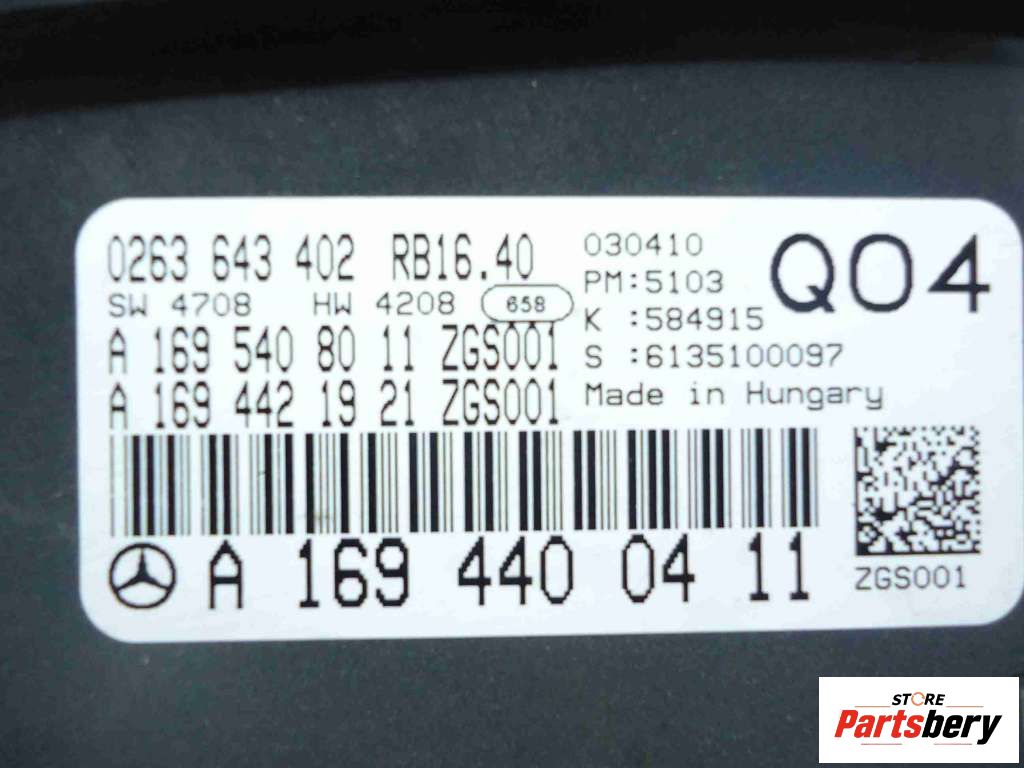 0263 643 402 RB16.40
SW 4708 HW 4208 658
A 169 540 80 11 ZGS001
A 169 442 19 21 ZGS001
030410
PM:5103
K :584915
S :6135100097
Made in Hungary
Q04
A 169 440 04 11
ZGS001
STORE
Partsbery